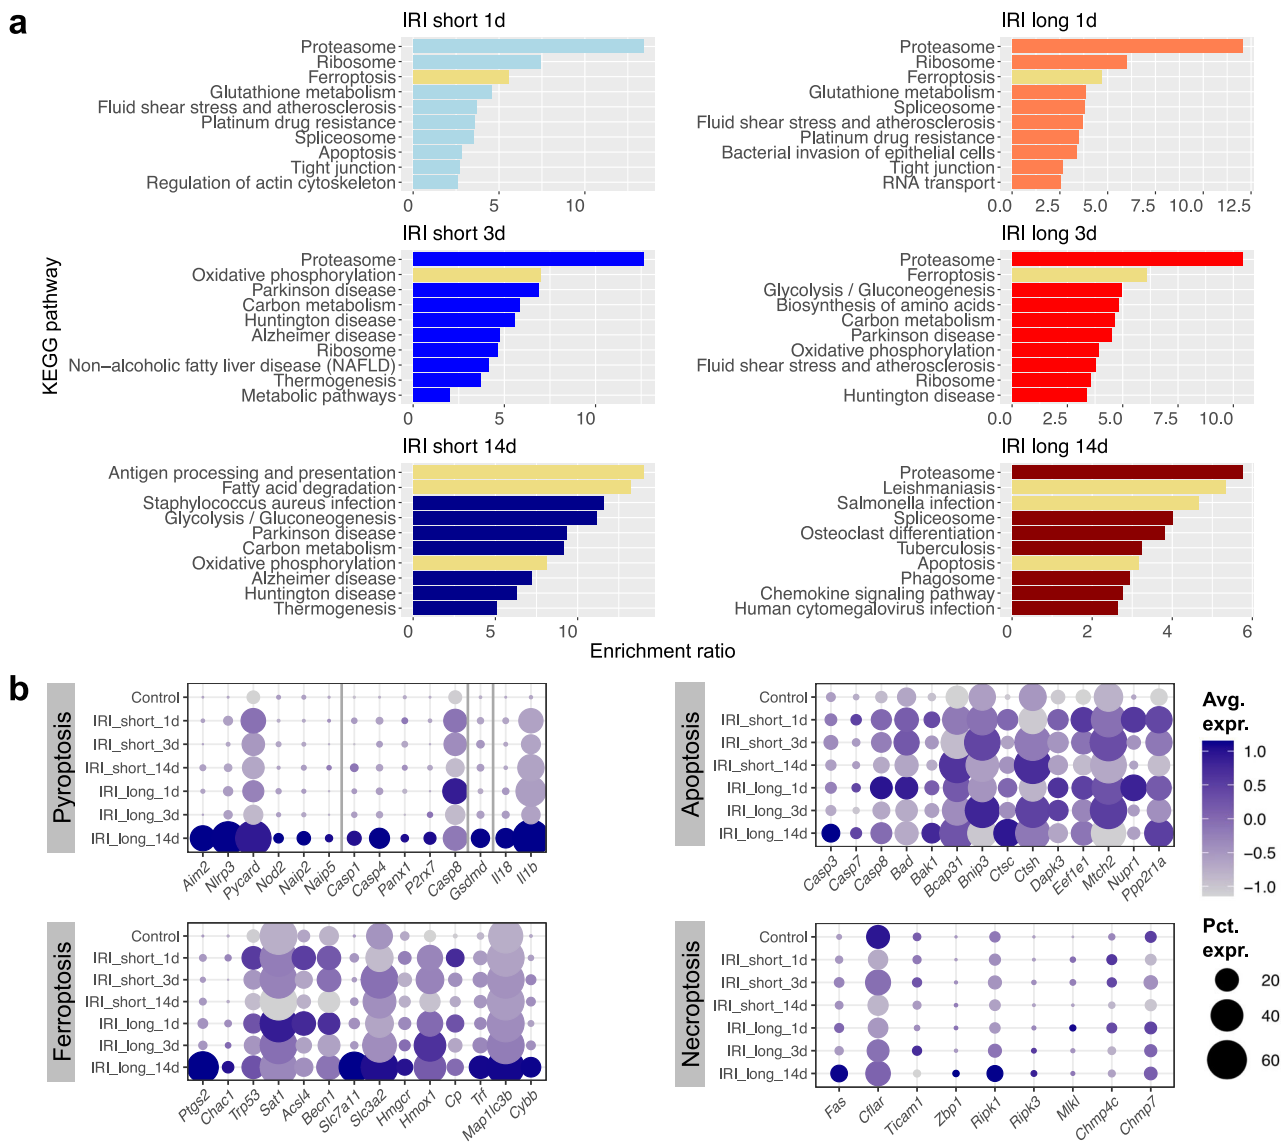 a
IRI short 1d
Proteasome
Ribosome
Ferroptosis
Glutathione metabolism
Fluid shear stress and atherosclerosis
Platinum drug resistance
Spliceosome
Apoptosis
Tight junction
Regulation of actin cytoskeleton
0 5 10
IRI long 1d
Proteasome
Ribosome
Ferroptosis
Glutathione metabolism
Spliceosome
Fluid shear stress and atherosclerosis
Platinum drug resistance
Bacterial invasion of epithelial cells
Tight junction
RNA transport
0.0 2.5 5.0 7.5 10.0 12.5
KEGG pathway
IRI short 3d
Proteasome
Oxidative phosphorylation
Parkinson disease
Carbon metabolism
Huntington disease
Alzheimer disease
Ribosome
Non−alcoholic fatty liver disease (NAFLD)
Thermogenesis
Metabolic pathways
0 5 10
IRI long 3d
Proteasome
Ferroptosis
Glycolysis / Gluconeogenesis
Biosynthesis of amino acids
Carbon metabolism
Parkinson disease
Oxidative phosphorylation
Fluid shear stress and atherosclerosis
Ribosome
Huntington disease
0.0 2.5 5.0 7.5 10.0
IRI short 14d
Antigen processing and presentation
Fatty acid degradation
Staphylococcus aureus infection
Glycolysis / Gluconeogenesis
Parkinson disease
Carbon metabolism
Oxidative phosphorylation
Alzheimer disease
Huntington disease
Thermogenesis
0 5 10
IRI long 14d
Proteasome
Leishmaniasis
Salmonella infection
Spliceosome
Osteoclast differentiation
Tuberculosis
Apoptosis
Phagosome
Chemokine signaling pathway
Human cytomegalovirus infection
0 2 4 6
Enrichment ratio
b
Pyroptosis
Control
IRI_short_1d
IRI_short_3d
IRI_short_14d
IRI_long_1d
IRI_long_3d
IRI_long_14d
Aim2 Nlrp3 Pycard Nod2 Naip2 Naip5 Casp1 Casp4 Panx1 P2rx7 Casp8 Gsdmd Il18 Il1b
Apoptosis
Control
IRI_short_1d
IRI_short_3d
IRI_short_14d
IRI_long_1d
IRI_long_3d
IRI_long_14d
Casp3 Casp7 Casp8 Bad Bak1 Bcap31 Bnip3 Ctsc Ctsh Dapk3 Eef1e1 Mtch2 Nupr1 Ppp2r1a
Avg.
expr.
1.0
0.5
0.0
−0.5
−1.0
Ferroptosis
Control
IRI_short_1d
IRI_short_3d
IRI_short_14d
IRI_long_1d
IRI_long_3d
IRI_long_14d
Ptgs2 Chac1 Trp53 Sat1 Acsl4 Becn1 Slc7a11 Slc3a2 Hmgcr Hmox1 Cp Trf Map1lc3b Cybb
Necroptosis
Control
IRI_short_1d
IRI_short_3d
IRI_short_14d
IRI_long_1d
IRI_long_3d
IRI_long_14d
Fas Cflar Ticam1 Zbp1 Ripk1 Ripk3 Mlkl Chmp4c Chmp7
Pct.
expr.
20
40
60